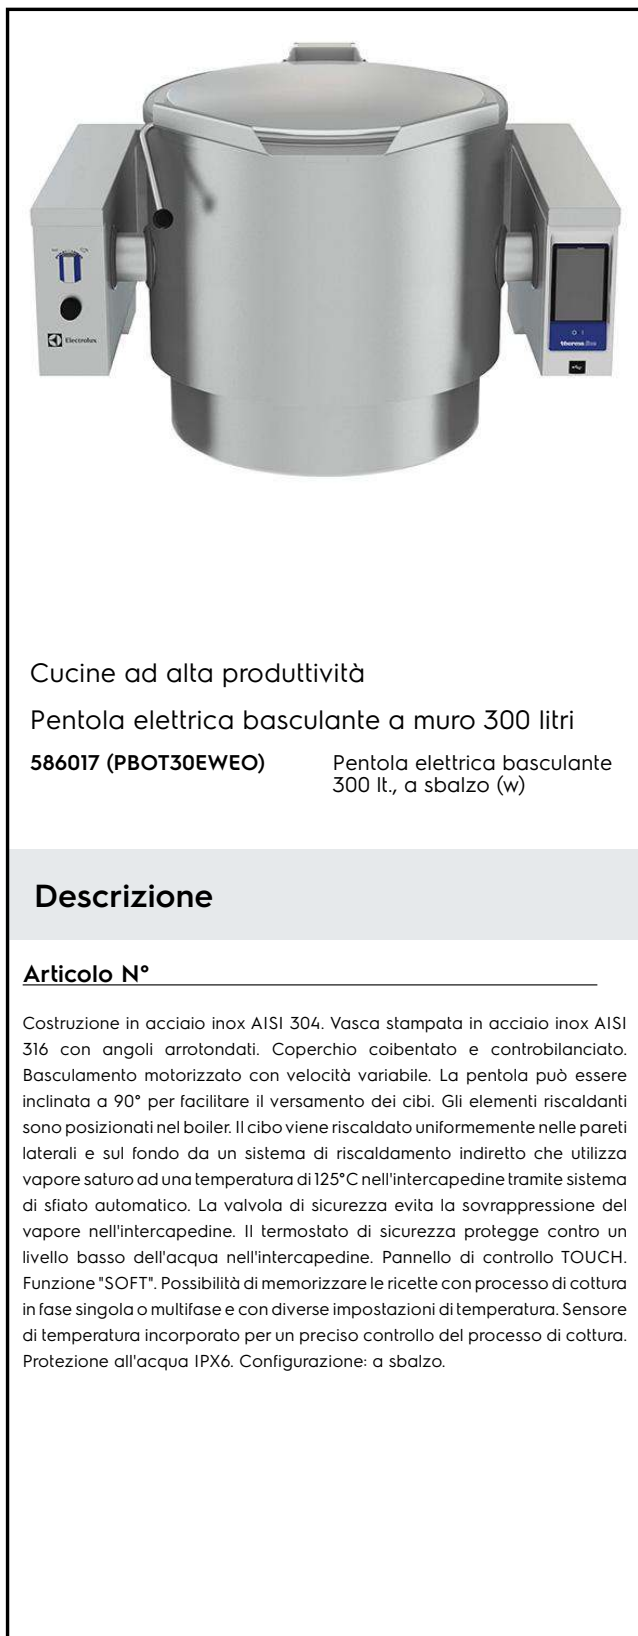 Electrolux
thermaline
Cucine ad alta produttività
Pentola elettrica basculante a muro 300 litri
586017 (PBOT30EWEO)
Pentola elettrica basculante
300 lt., a sbalzo (w)
Descrizione
Articolo N°
Costruzione in acciaio inox AISI 304. Vasca stampata in acciaio inox AISI
316 con angoli arrotondati. Coperchio coibentato e controbilanciato.
Basculamento motorizzato con velocità variabile. La pentola può essere
inclinata a 90° per facilitare il versamento dei cibi. Gli elementi riscaldanti
sono posizionati nel boiler. Il cibo viene riscaldato uniformemente nelle pareti
laterali e sul fondo da un sistema di riscaldamento indiretto che utilizza
vapore saturo ad una temperatura di 125°C nell'intercapedine tramite sistema
di sfiato automatico. La valvola di sicurezza evita la sovrappressione del
vapore nell'intercapedine. Il termostato di sicurezza protegge contro un
livello basso dell'acqua nell'intercapedine. Pannello di controllo TOUCH.
Funzione "SOFT". Possibilità di memorizzare le ricette con processo di cottura
in fase singola o multifase e con diverse impostazioni di temperatura. Sensore
di temperatura incorporato per un preciso controllo del processo di cottura.
Protezione all'acqua IPX6. Configurazione: a sbalzo.